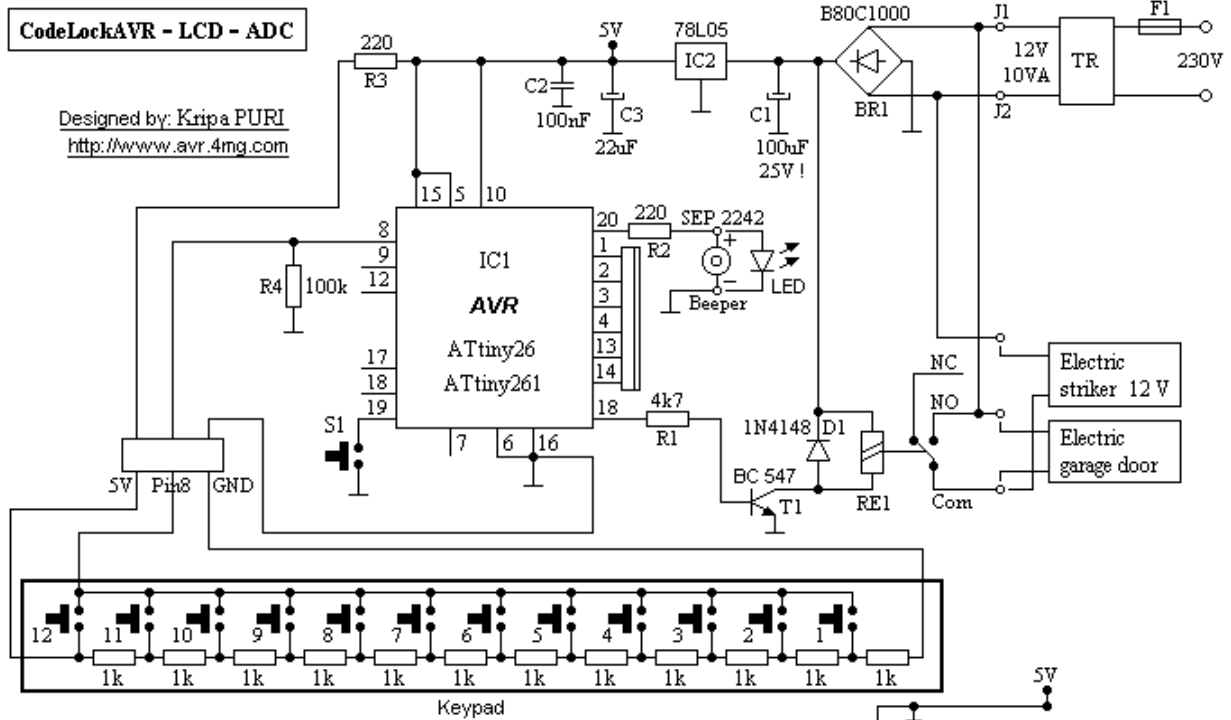 CodeLockAVR - LCD - ADC
Designed by: Kripa PURI
http://www.avr.4mg.com
220
R3
5V
C2
100nF
C3
22uF
78L05
IC2
C1
100uF
25V !
B80C1000
BR1
J1
J2
12V
10VA
TR
F1
230V
15
5
10
8
9
12
17
18
19
7
6
16
20
1
2
3
4
13
14
18
IC1
AVR
ATtiny26
ATtiny261
R4
100k
S1
220
R2
SEP 2242
+
−
Beeper
LED
4k7
R1
1N4148
D1
BC 547
T1
RE1
NC
NO
Com
Electric
striker 12 V
Electric
garage door
5V
Pin8
GND
12
11
10
9
8
7
6
5
4
3
2
1
1k
1k
1k
1k
1k
1k
1k
1k
1k
1k
1k
1k
Keypad
5V